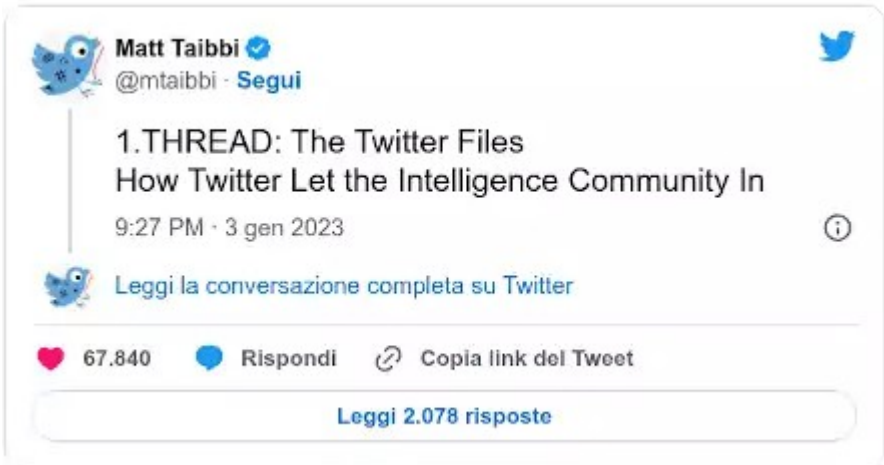 Matt Taibbi
@mtaibbi · Segui
1.THREAD: The Twitter Files
How Twitter Let the Intelligence Community In
9:27 PM · 3 gen 2023
Leggi la conversazione completa su Twitter
67.840 Rispondi Copia link del Tweet
Leggi 2.078 risposte